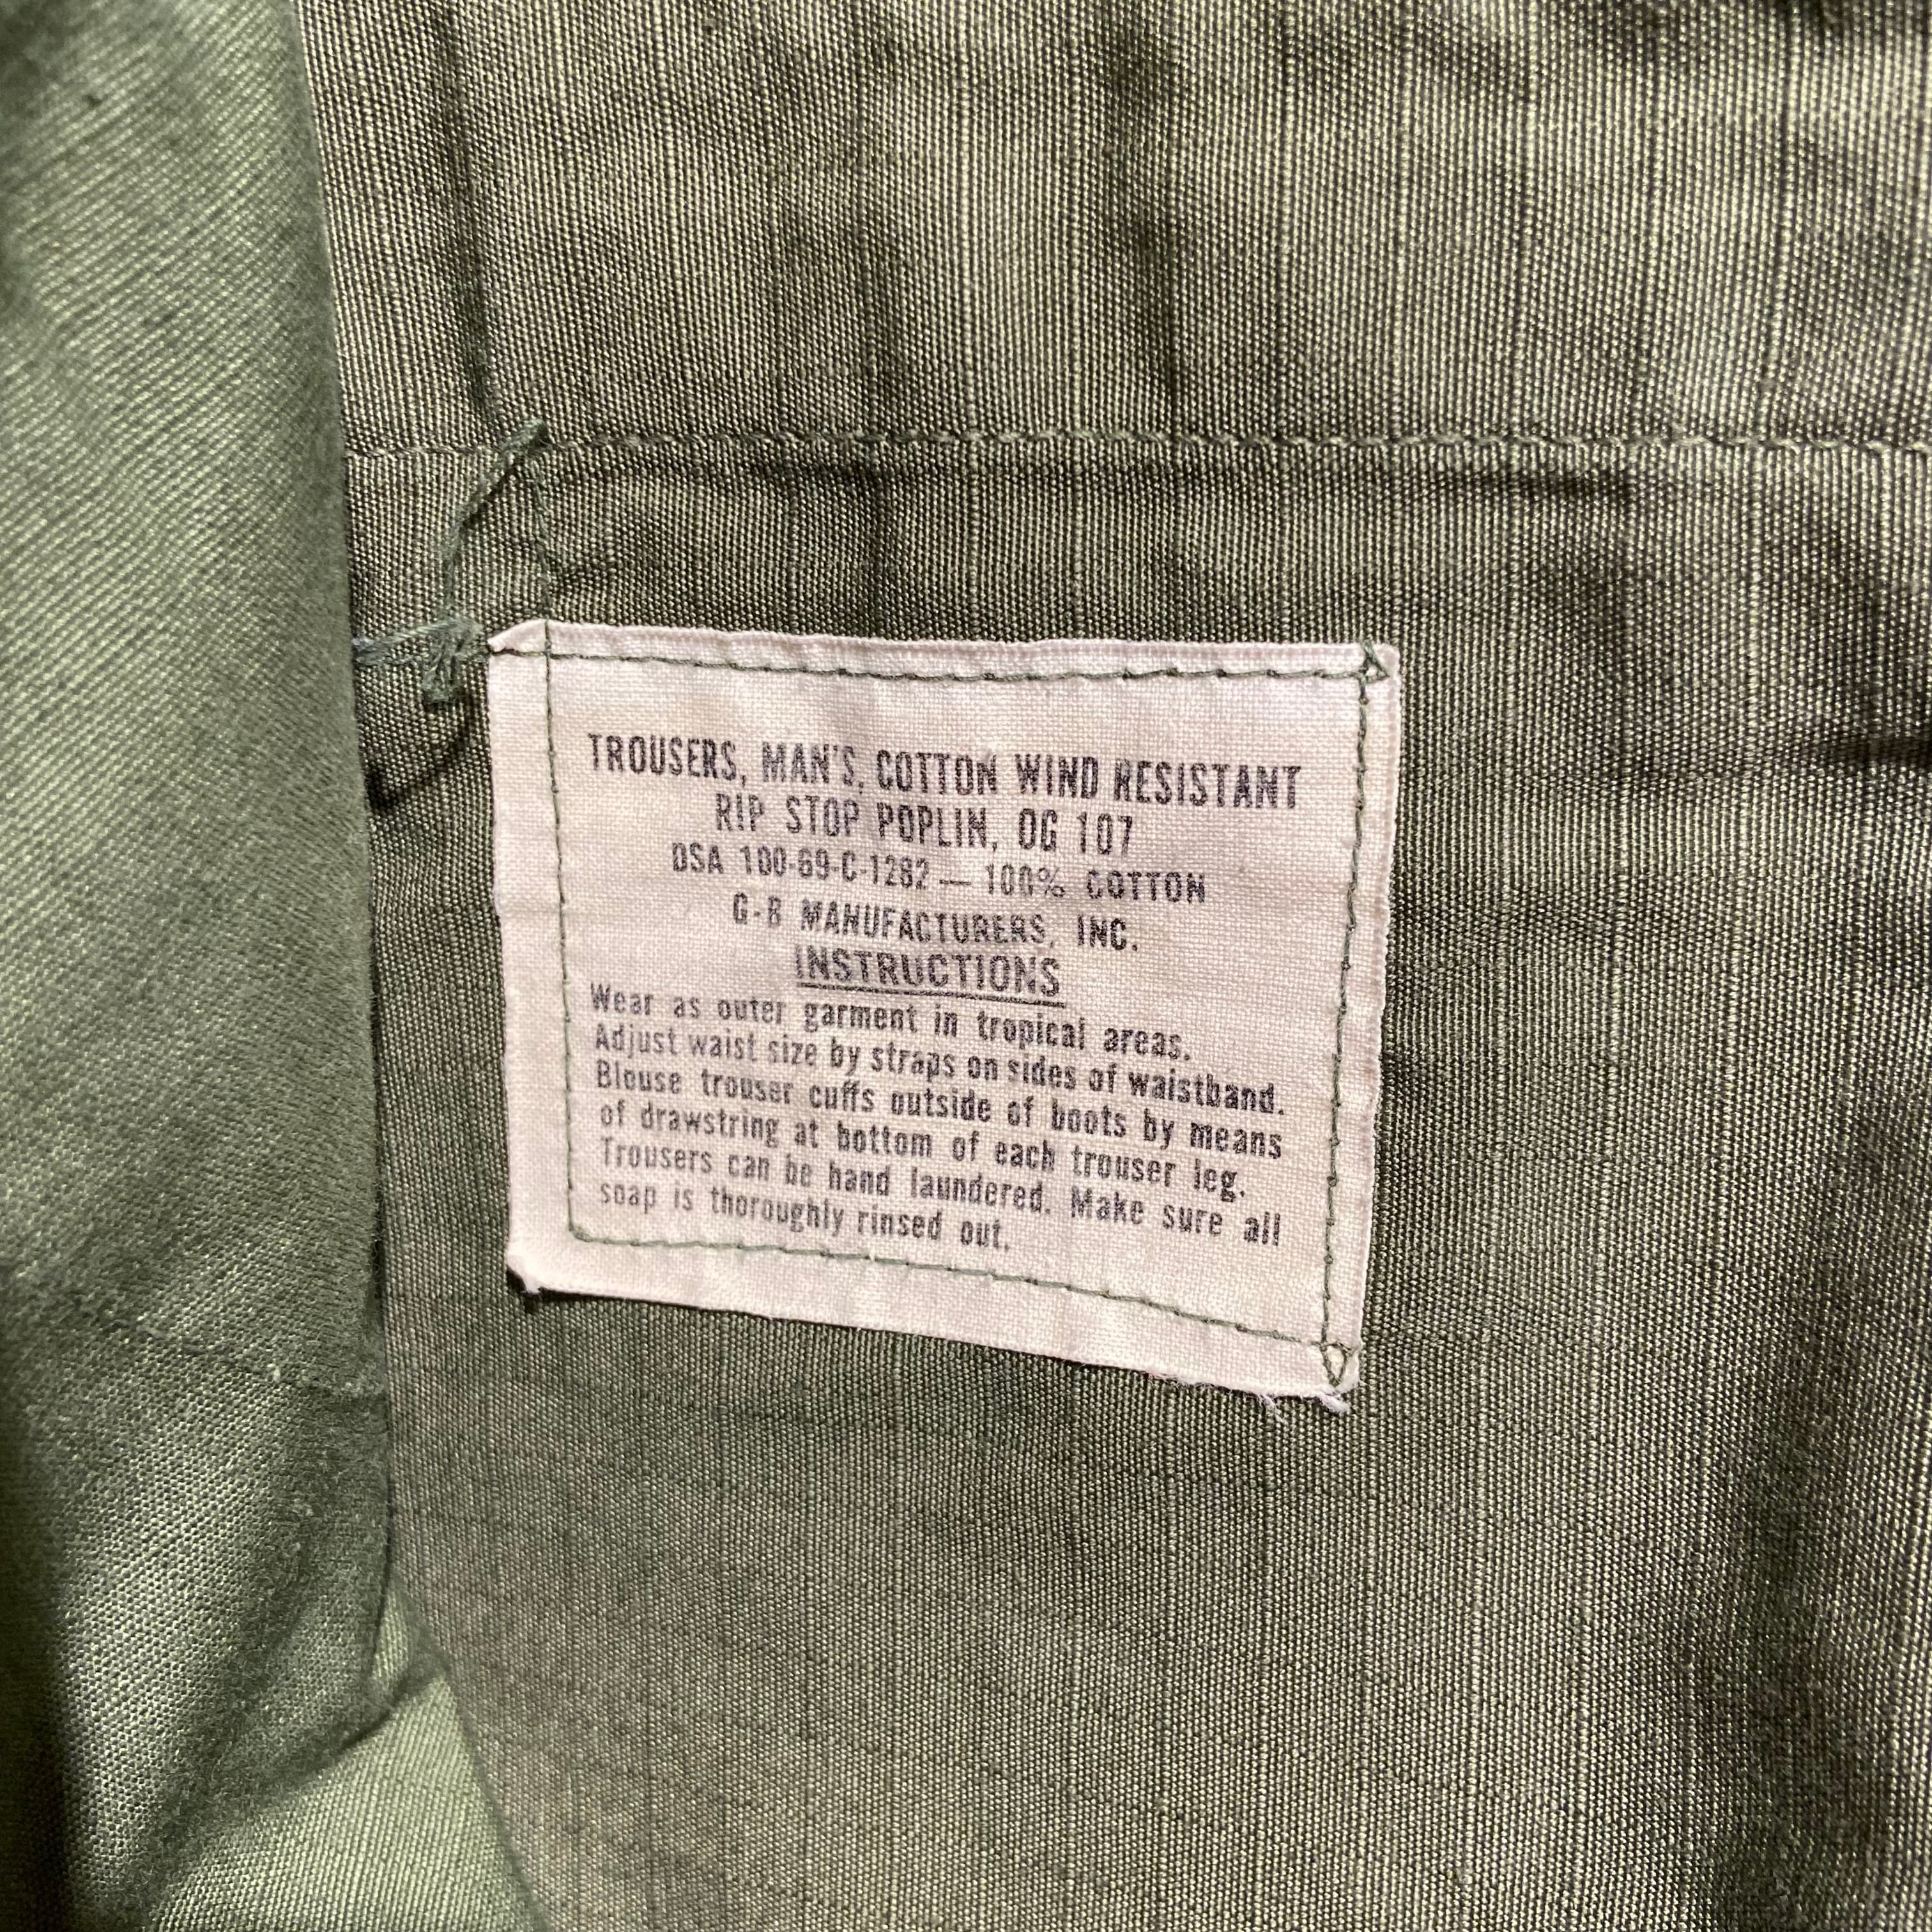 TROUSERS, MAN'S, COTTON WIND RESISTANT
RIP STOP POPLIN, OG 107
DSA 100-69-C-1282 — 100% COTTON
G-B MANUFACTURERS, INC.
INSTRUCTIONS
Wear as outer garment in tropical areas.
Adjust waist size by straps on sides of waistband.
Blouse trouser cuffs outside of boots by means
of drawstring at bottom of each trouser leg.
Trousers can be hand laundered. Make sure all
soap is thoroughly rinsed out.